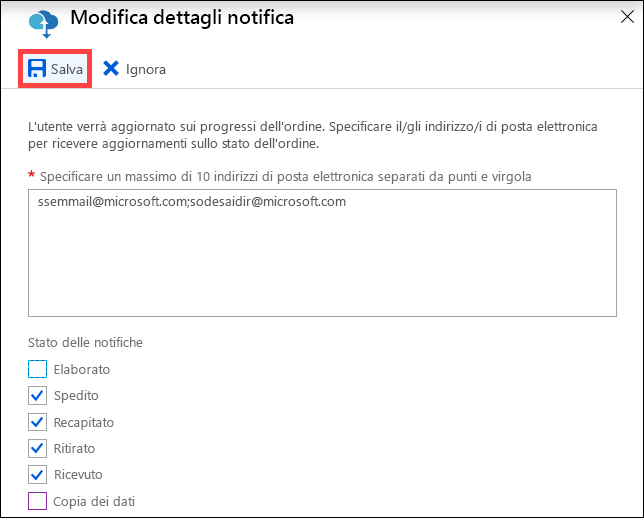 Modifica dettagli notifica
Salva
Ignora
L'utente verrà aggiornato sui progressi dell'ordine. Specificare il/gli indirizzo/i di posta elettronica
per ricevere aggiornamenti sullo stato dell'ordine.
* Specificare un massimo di 10 indirizzi di posta elettronica separati da punti e virgola
ssemmail@microsoft.com;sodesaidir@microsoft.com
Stato delle notifiche
Elaborato
Spedito
Recapitato
Ritirato
Ricevuto
Copia dei dati